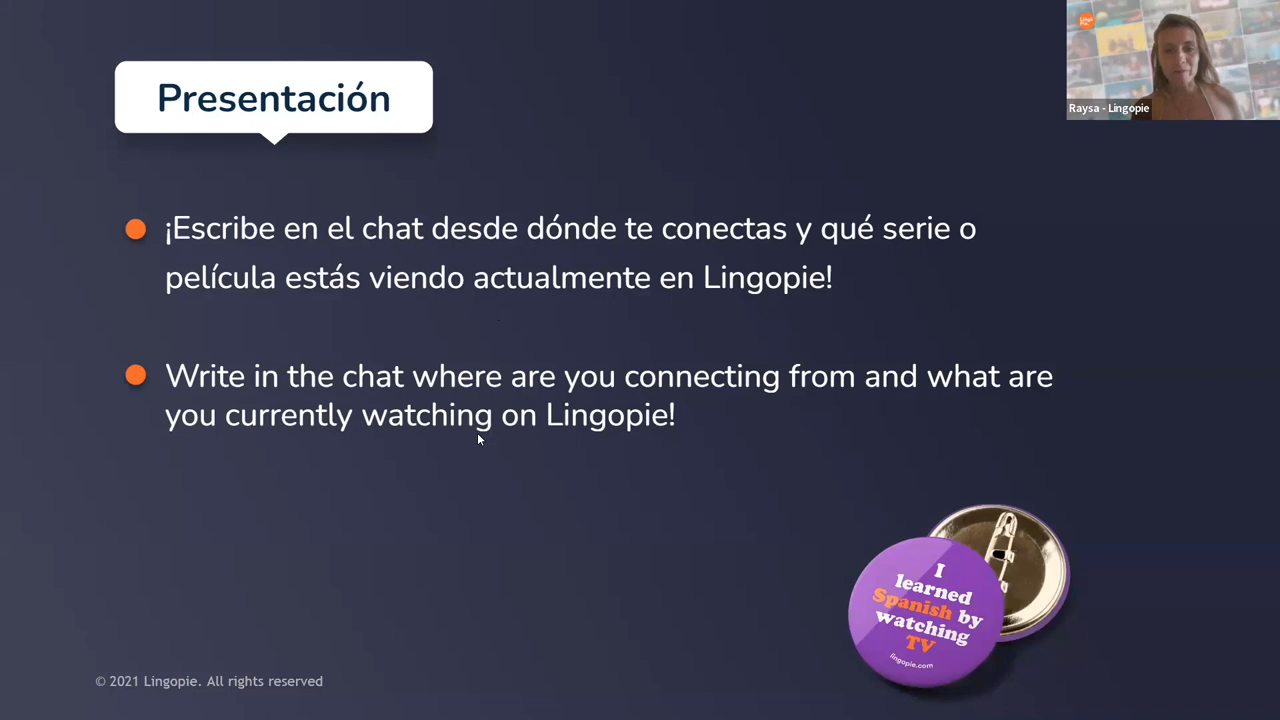 Presentación
¡Escribe en el chat desde dónde te conectas y qué serie o
película estás viendo actualmente en Lingopie!
Write in the chat where are you connecting from and what are
you currently watching on Lingopie!
Raysa - Lingopie
I
learned
Spanish by
watching
TV
lingopie.com
© 2021 Lingopie. All rights reserved